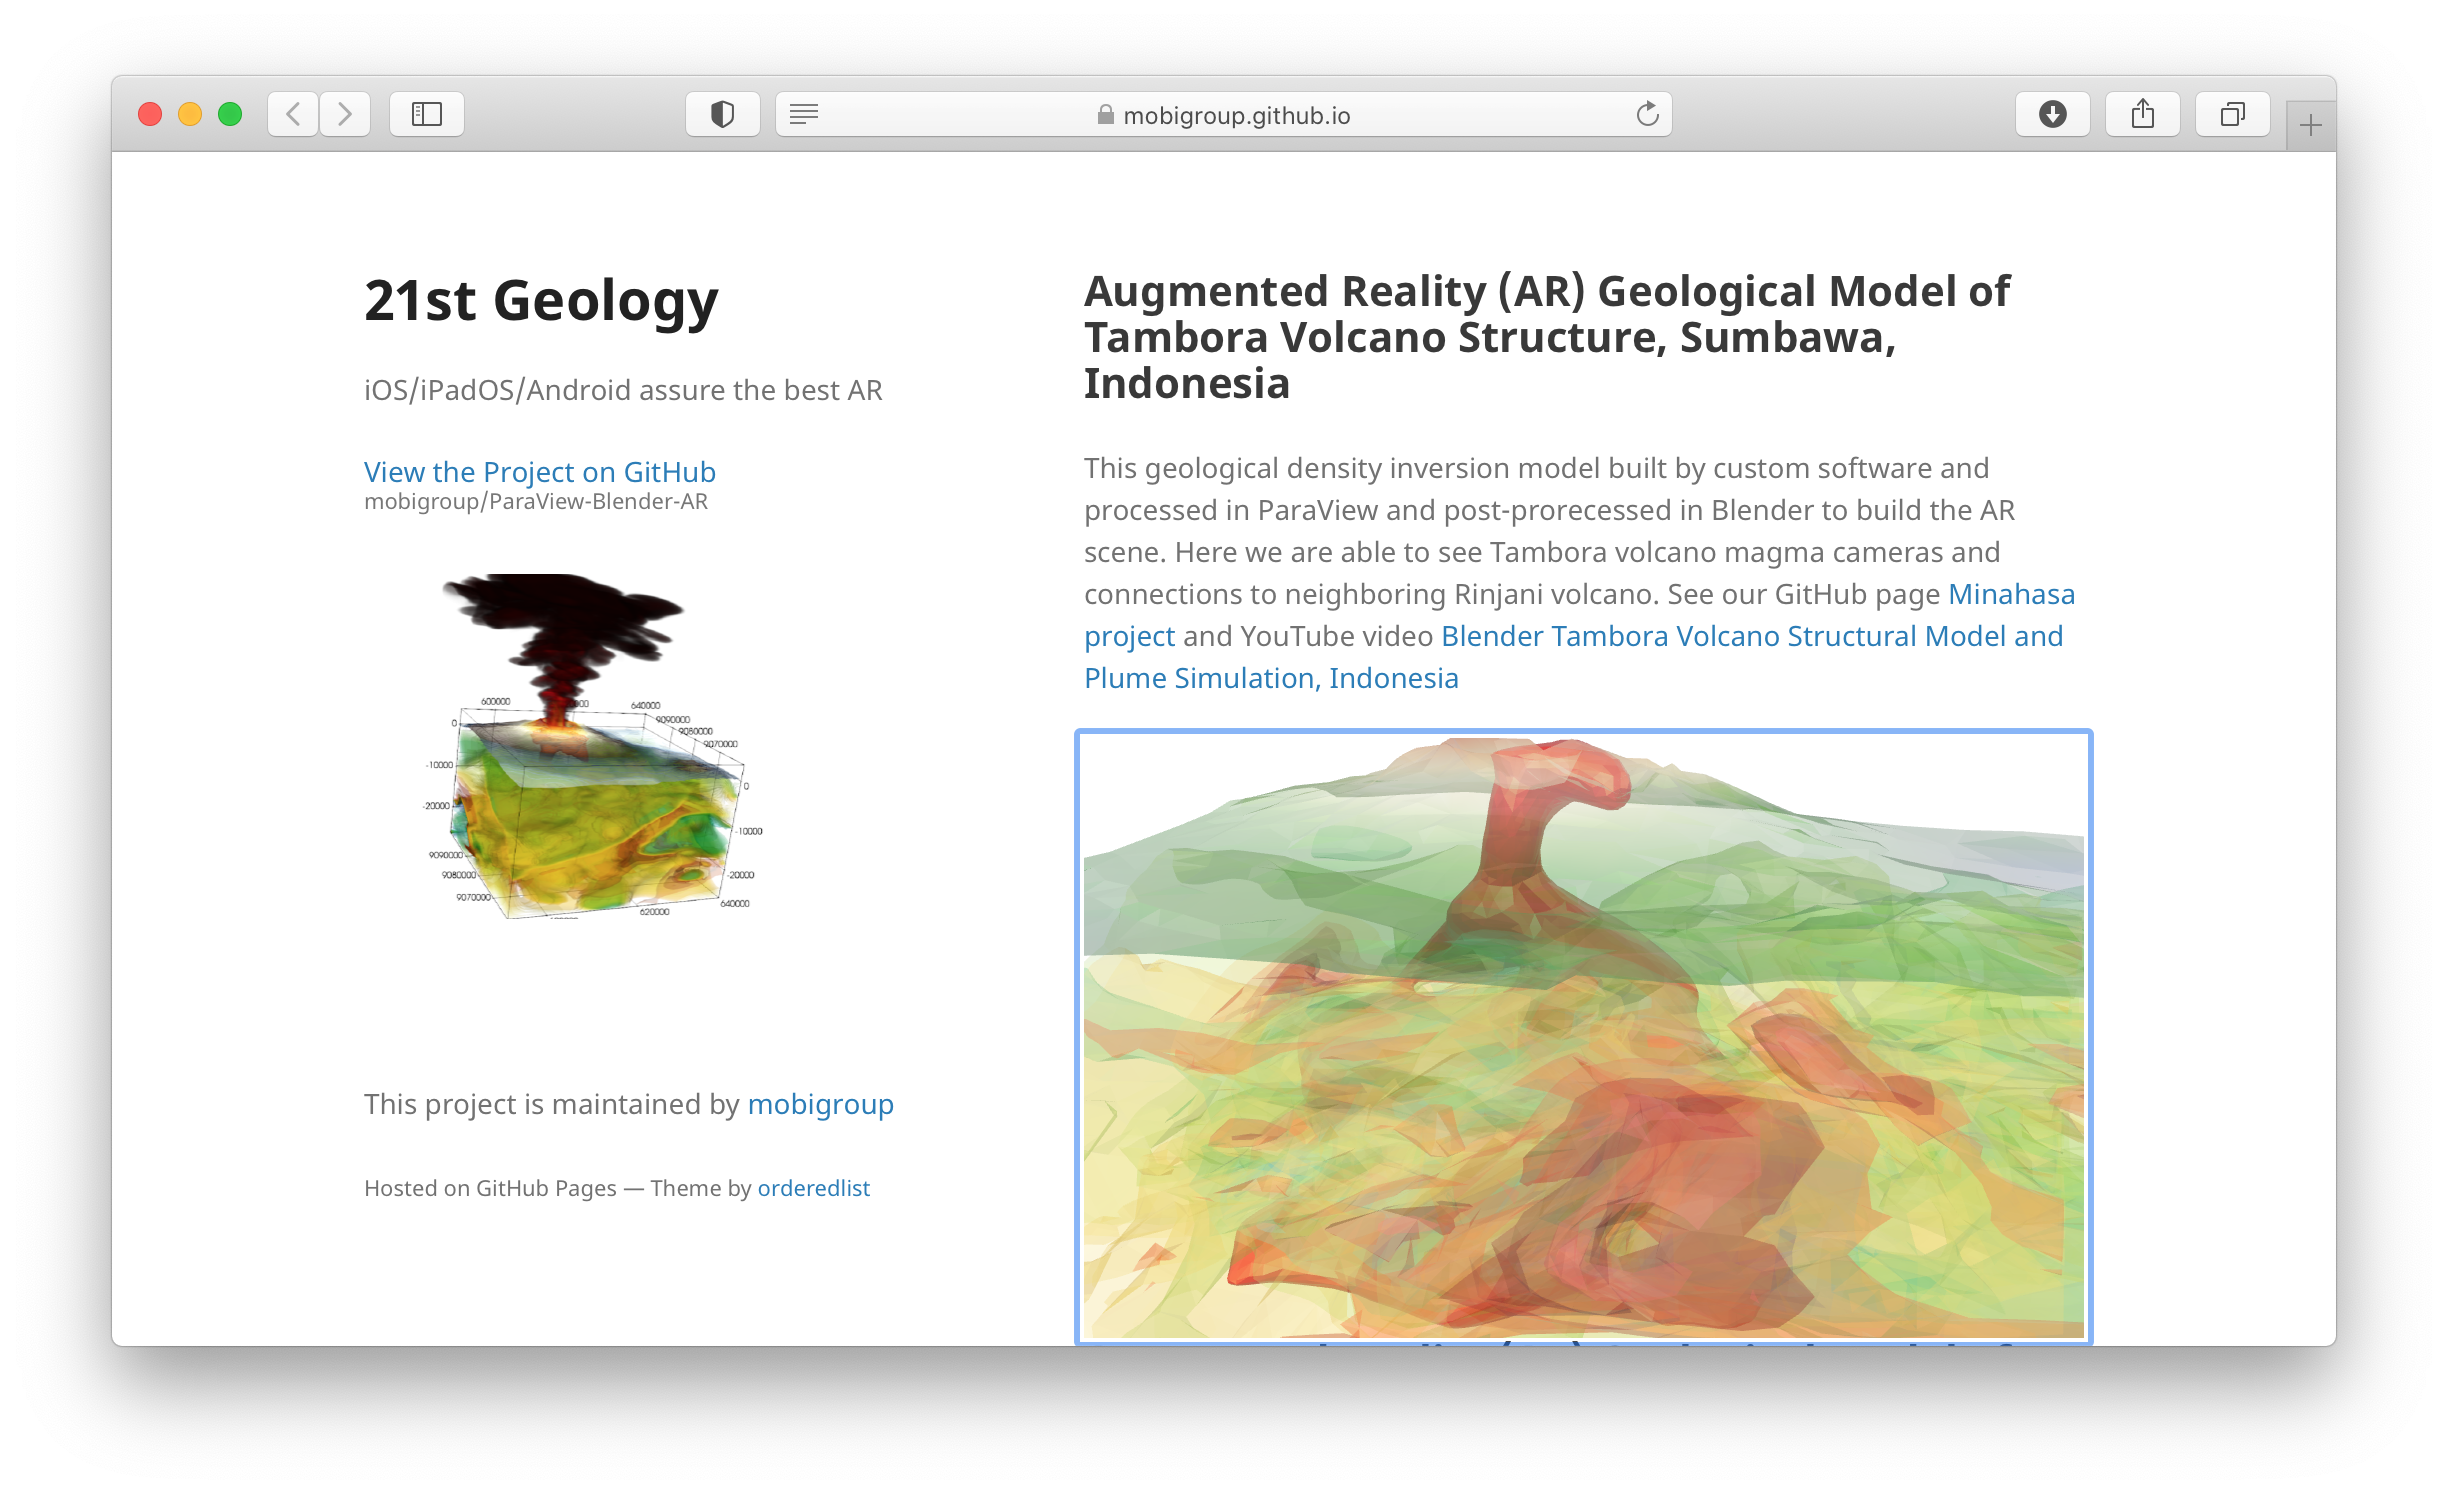 mobigroup.github.io
21st Geology
iOS/iPadOS/Android assure the best AR
View the Project on GitHub
mobigroup/ParaView-Blender-AR
600000
640000
9090000
9080000
9070000
0
0
-10000
-20000
-10000
-20000
9090000
9080000
9070000
620000
640000
This project is maintained by mobigroup
Hosted on GitHub Pages — Theme by orderedlist
Augmented Reality (AR) Geological Model of
Tambora Volcano Structure, Sumbawa,
Indonesia
This geological density inversion model built by custom software and
processed in ParaView and post-prorecessed in Blender to build the AR
scene. Here we are able to see Tambora volcano magma cameras and
connections to neighboring Rinjani volcano. See our GitHub page Minahasa
project and YouTube video Blender Tambora Volcano Structural Model and
Plume Simulation, Indonesia